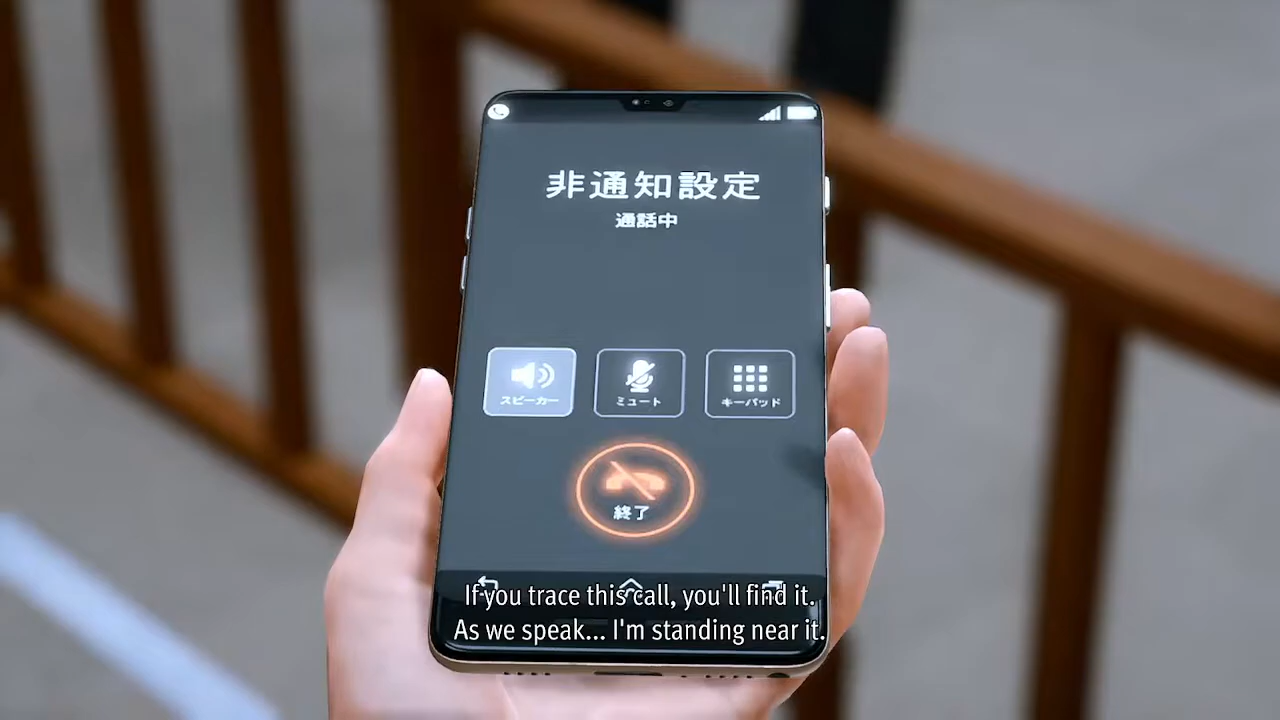 非通知設定
通話中
スピーカー
ミュート
キーパッド
終了
If you trace this call, you'll find it.
As we speak... I'm standing near it.